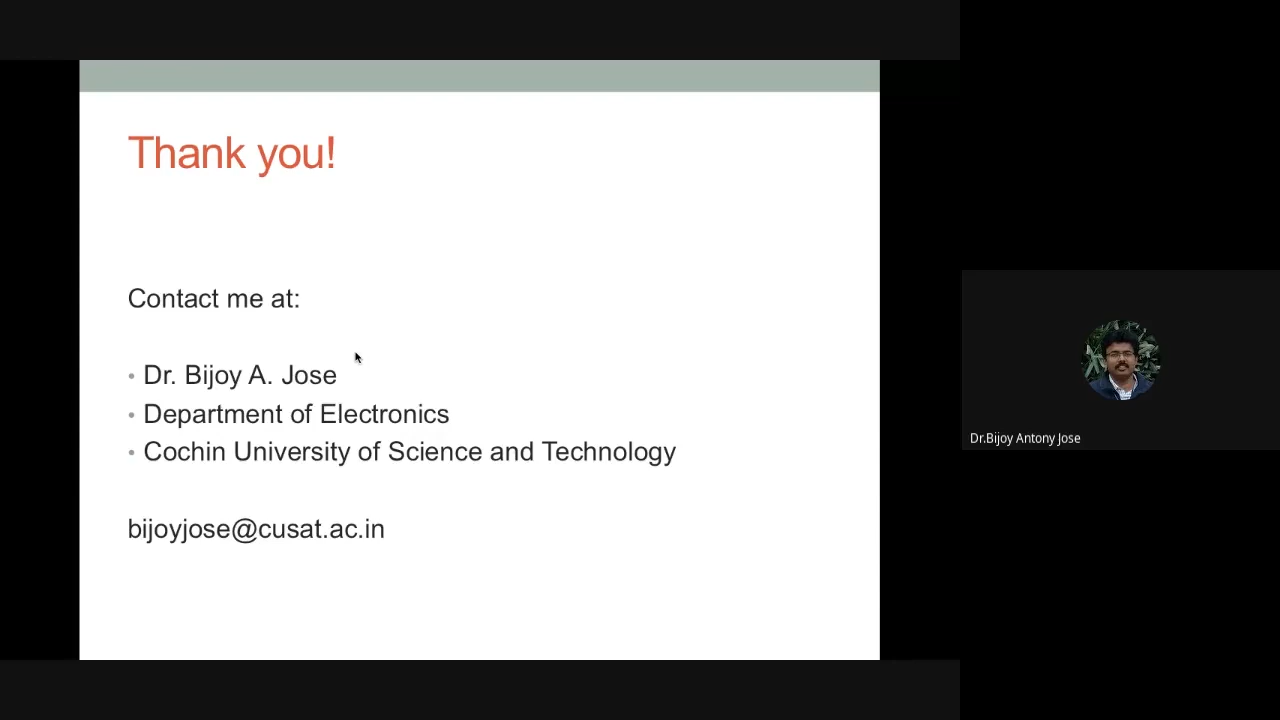 Thank you!
Contact me at:
• Dr. Bijoy A. Jose
• Department of Electronics
• Cochin University of Science and Technology
bijoyjose@cusat.ac.in
Dr.Bijoy Antony Jose